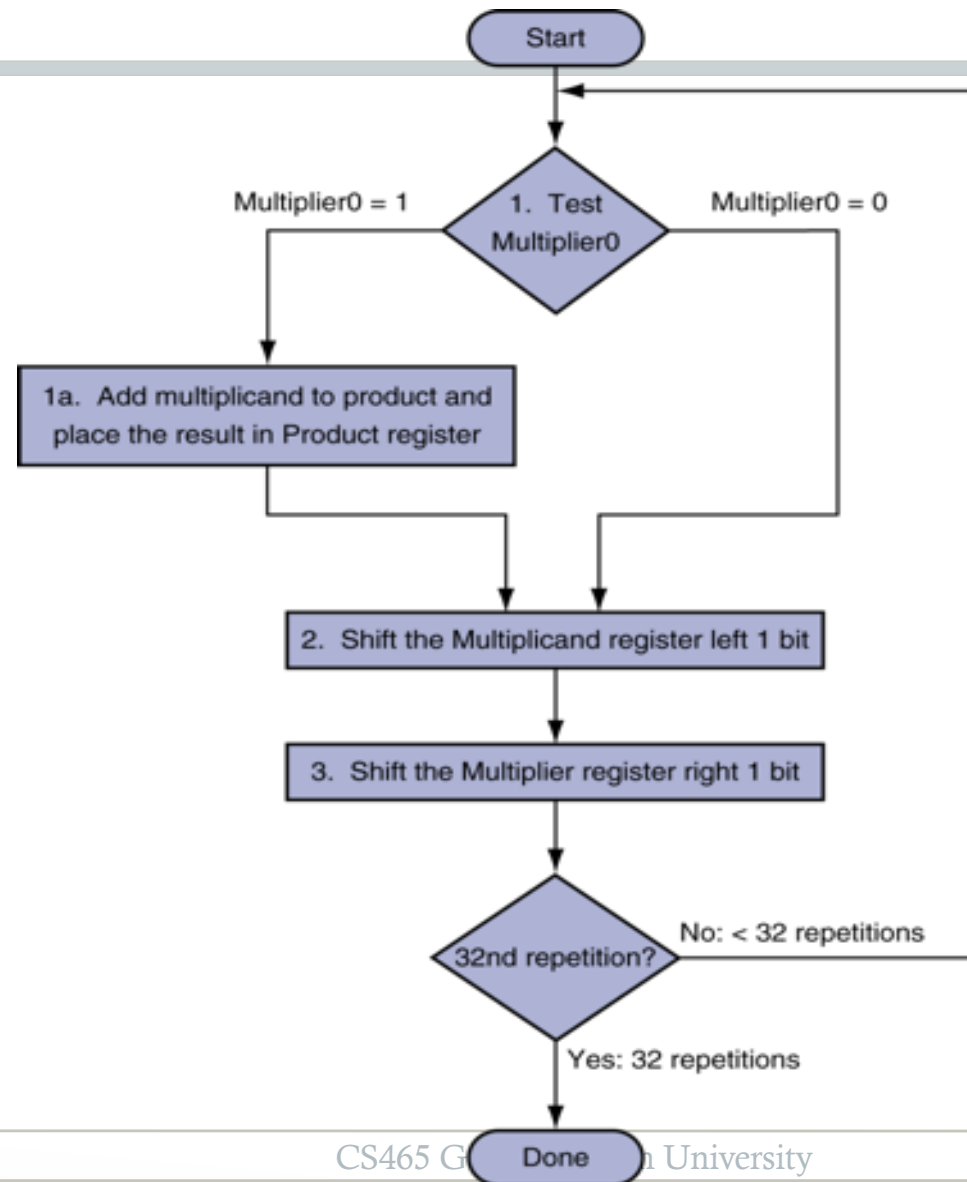 Start
Multiplier0 = 1
1. Test
Multiplier0
Multiplier0 = 0
1a. Add multiplicand to product and
place the result in Product register
2. Shift the Multiplicand register left 1 bit
3. Shift the Multiplier register right 1 bit
32nd repetition?
No: < 32 repetitions
Yes: 32 repetitions
Done
CS465 University